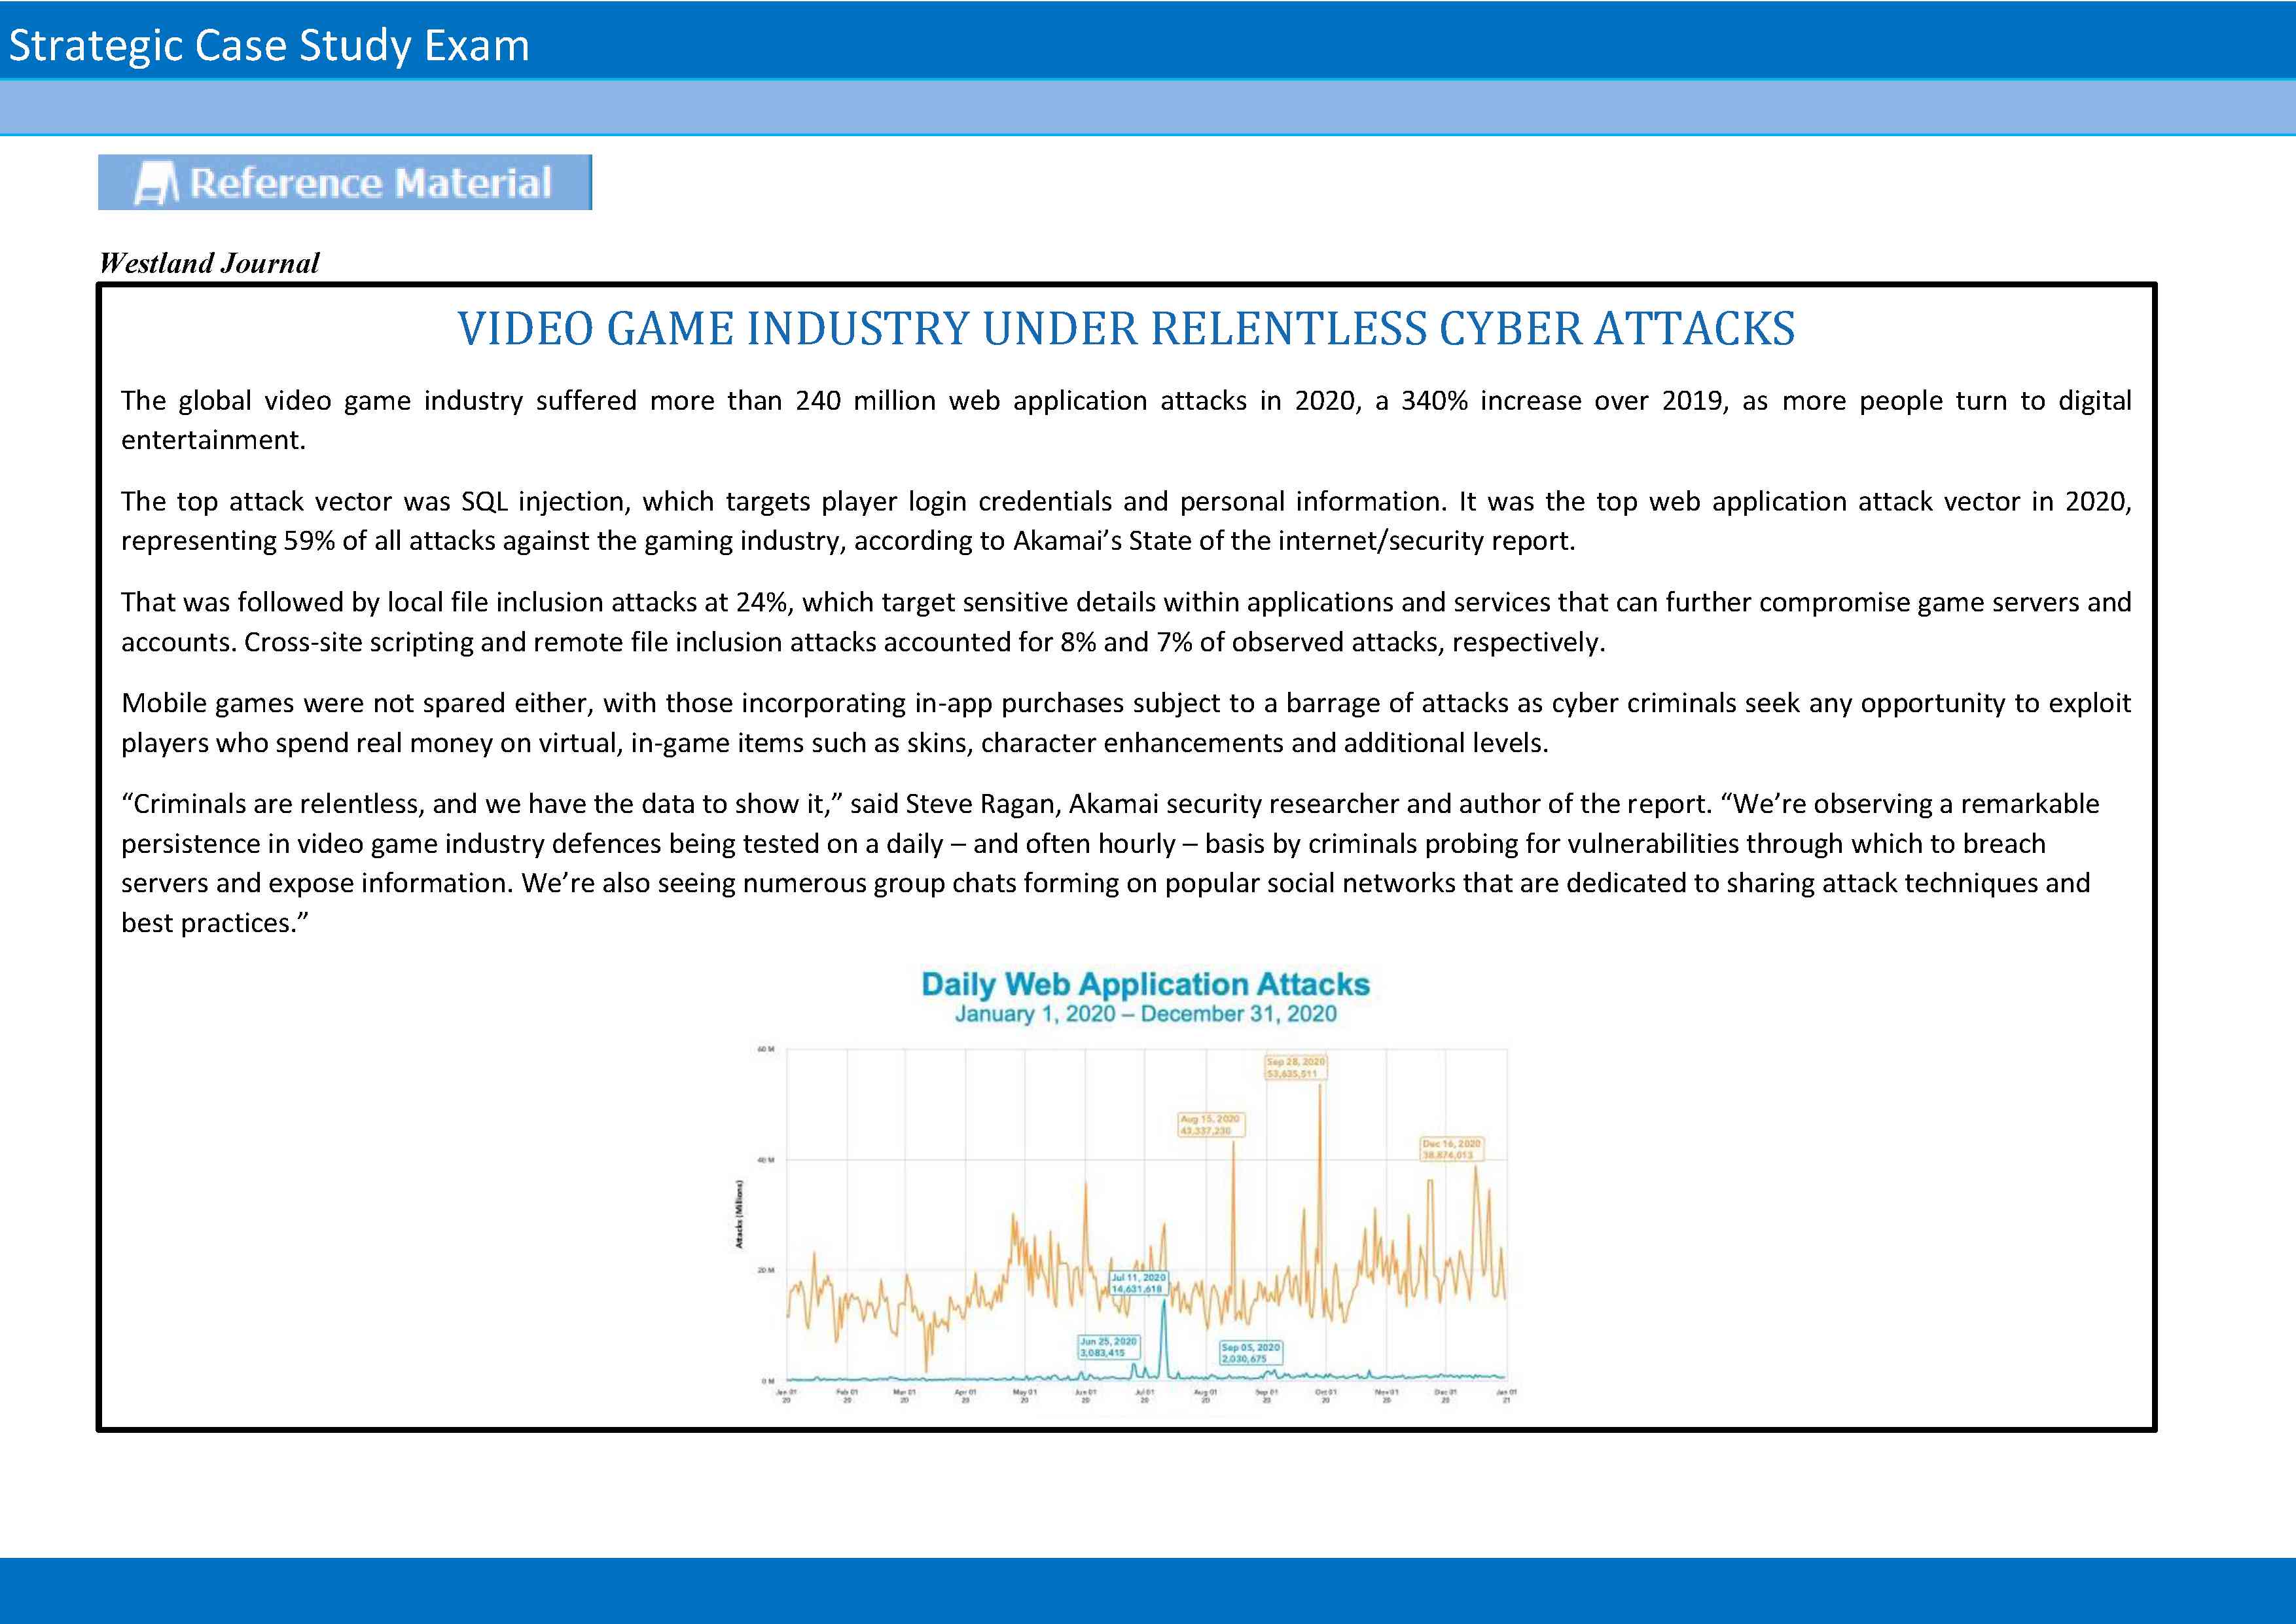 Strategic Case Study Exam
Reference Material
Westland Journal
VIDEO GAME INDUSTRY UNDER RELENTLESS CYBER ATTACKS
The global video game industry suffered more than 240 million web application attacks in 2020, a 340% increase over 2019, as more people turn to digital
entertainment.
The top attack vector was SQL injection, which targets player login credentials and personal information. It was the top web application attack vector in 2020,
representing 59% of all attacks against the gaming industry, according to Akamai’s State of the internet/security report.
That was followed by local file inclusion attacks at 24%, which target sensitive details within applications and services that can further compromise game servers and
accounts. Cross-site scripting and remote file inclusion attacks accounted for 8% and 7% of observed attacks, respectively.
Mobile games were not spared either, with those incorporating in-app purchases subject to a barrage of attacks as cyber criminals seek any opportunity to exploit
players who spend real money on virtual, in-game items such as skins, character enhancements and additional levels.
“Criminals are relentless, and we have the data to show it,” said Steve Ragan, Akamai security researcher and author of the report. “We’re observing a remarkable
persistence in video game industry defences being tested on a daily – and often hourly – basis by criminals probing for vulnerabilities through which to breach
servers and expose information. We’re also seeing numerous group chats forming on popular social networks that are dedicated to sharing attack techniques and
best practices.”
Daily Web Application Attacks
January 1, 2020 – December 31, 2020
60 M
Sep 28, 2020
53,635,511
Aug 15, 2020
43,337,230
Dec 16, 2020
38,874,013
40 M
Attacks (Millions)
20 M
Jul 11, 2020
14,631,618
Jun 25, 2020
3,083,415
Sep 05, 2020
2,030,675
0 M
Jan 01 Feb 01 Mar 01 Apr 01 May 01 Jun 01 Jul 01 Aug 01 Sep 01 Oct 01 Nov 01 Dec 01 Jan 01
20 20 20 20 20 20 20 20 20 20 20 20 21